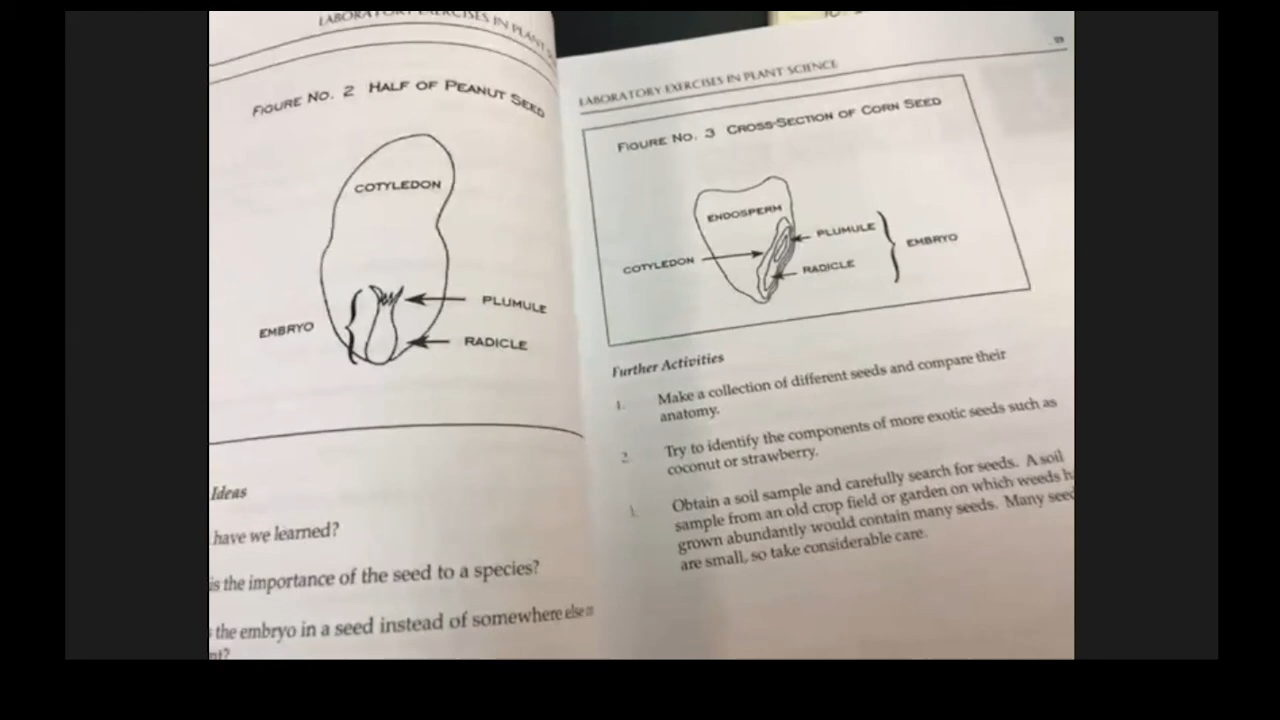 LABORATORY EXERCISES IN PLANT
FIGURE NO. 2 HALF OF PEANUT SEED
COTYLEDON
EMBRYO
PLUMULE
RADICLE
Ideas
have we learned?
is the importance of the seed to a species?
the embryo in a seed instead of somewhere else
LABORATORY EXERCISES IN PLANT SCIENCE
FIGURE NO. 3 CROSS-SECTION OF CORN SEED
ENDOSPERM
COTYLEDON
PLUMULE
RADICLE
EMBRYO
Further Activities
1. Make a collection of different seeds and compare their
anatomy.
2. Try to identify the components of more exotic seeds such as
coconut or strawberry.
Obtain a soil sample and carefully search for seeds. A soil
sample from an old crop field or garden on which weeds
grown abundantly would contain many seeds. Many
are small, so take considerable care.